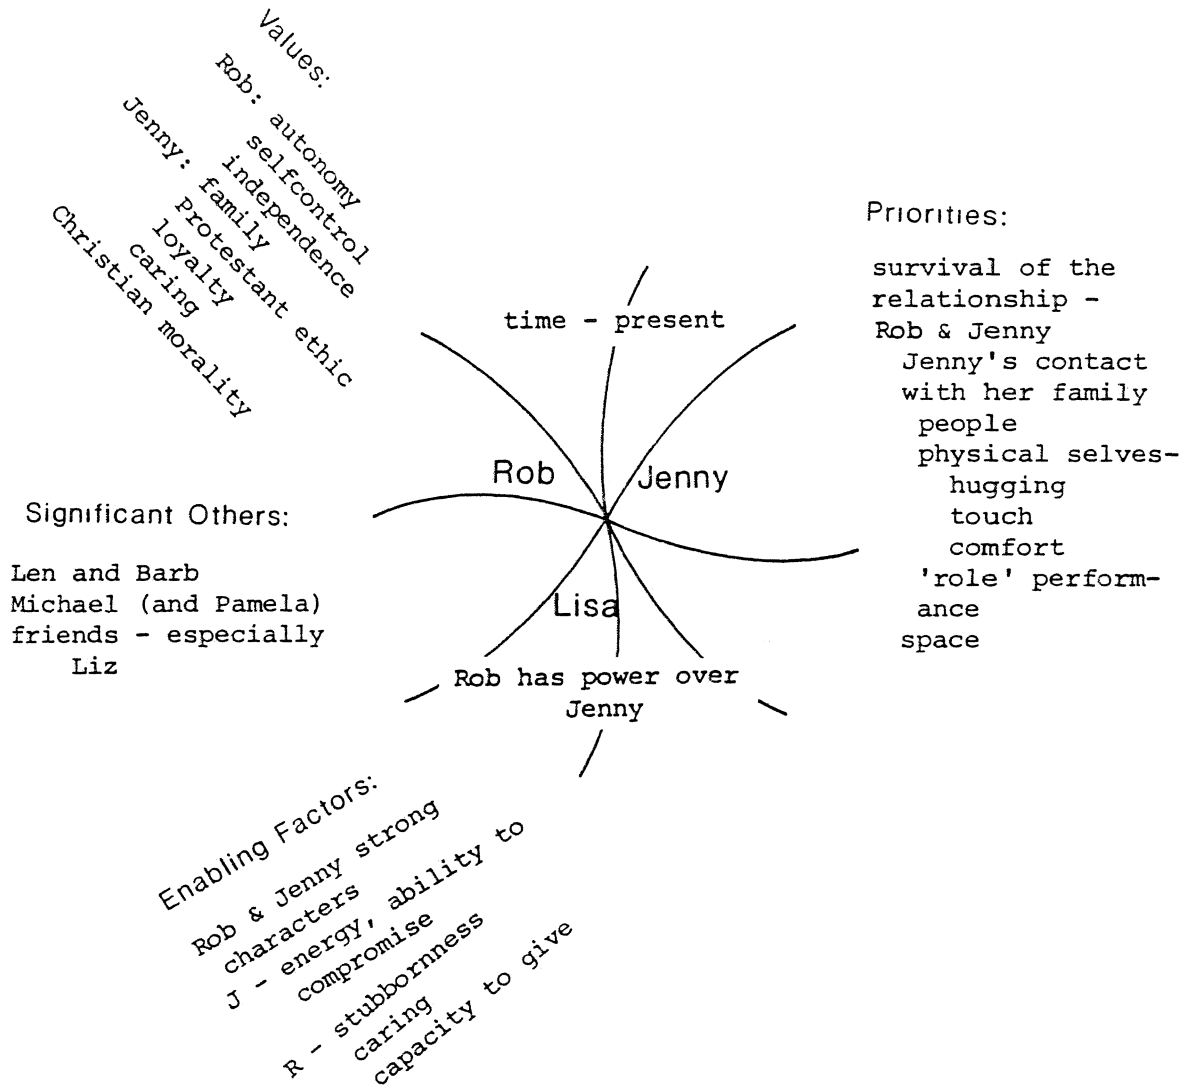 Values:
Rob: autonomy
selfcontrol
independence
Jenny: family
Protestant ethic
loyalty
caring
Christian morality
time - present
Priorities:
survival of the
relationship -
Rob & Jenny
Jenny's contact
with her family
people
physical selves-
hugging
touch
comfort
'role' perform-
ance
space
Rob
Jenny
Lisa
Significant Others:
Len and Barb
Michael (and Pamela)
friends - especially
Liz
Rob has power over
Jenny
Enabling Factors:
Rob & Jenny strong
characters
J - energy, ability to
compromise
R - stubbornness
caring
capacity to give